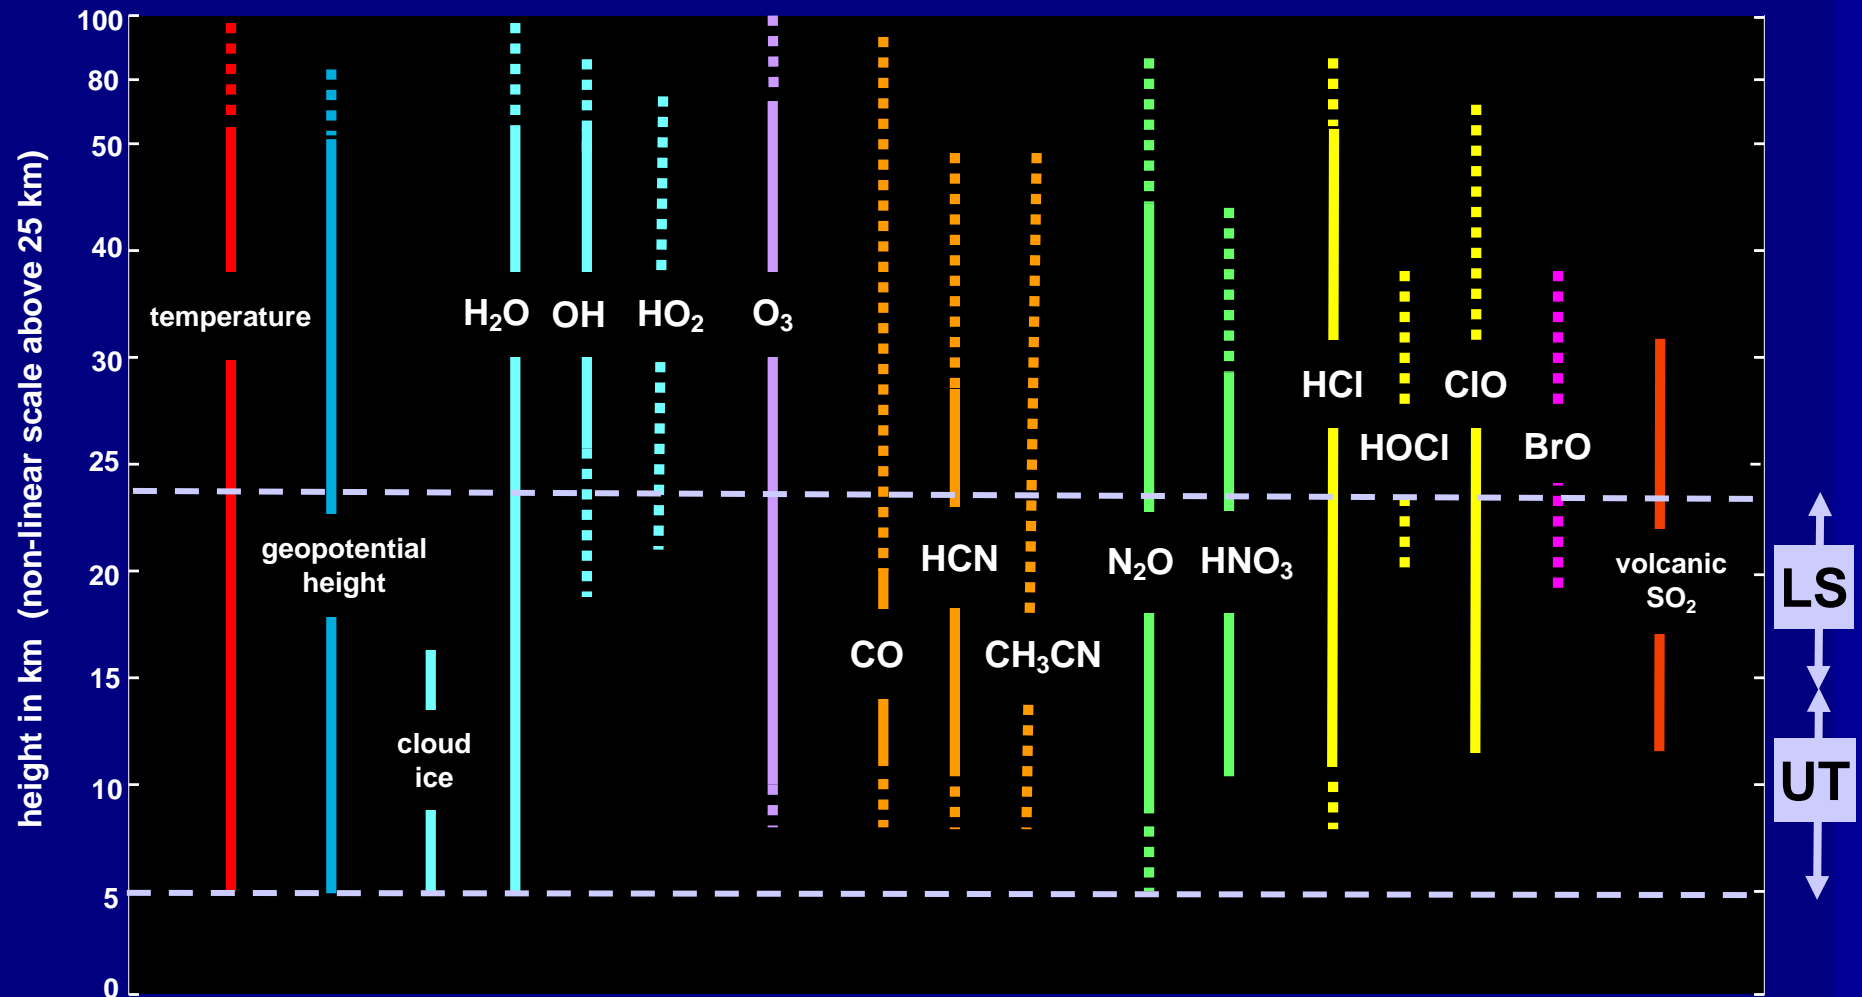 height in km (non-linear scale above 25 km)
100
80
50
40
30
25
20
15
10
5
0
temperature
H₂O
OH
HO₂
O₃
HCl
ClO
HOCl
BrO
geopotential
height
HCN
N₂O
HNO₃
volcanic
SO₂
CO
CH₃CN
cloud
ice
LS
UT